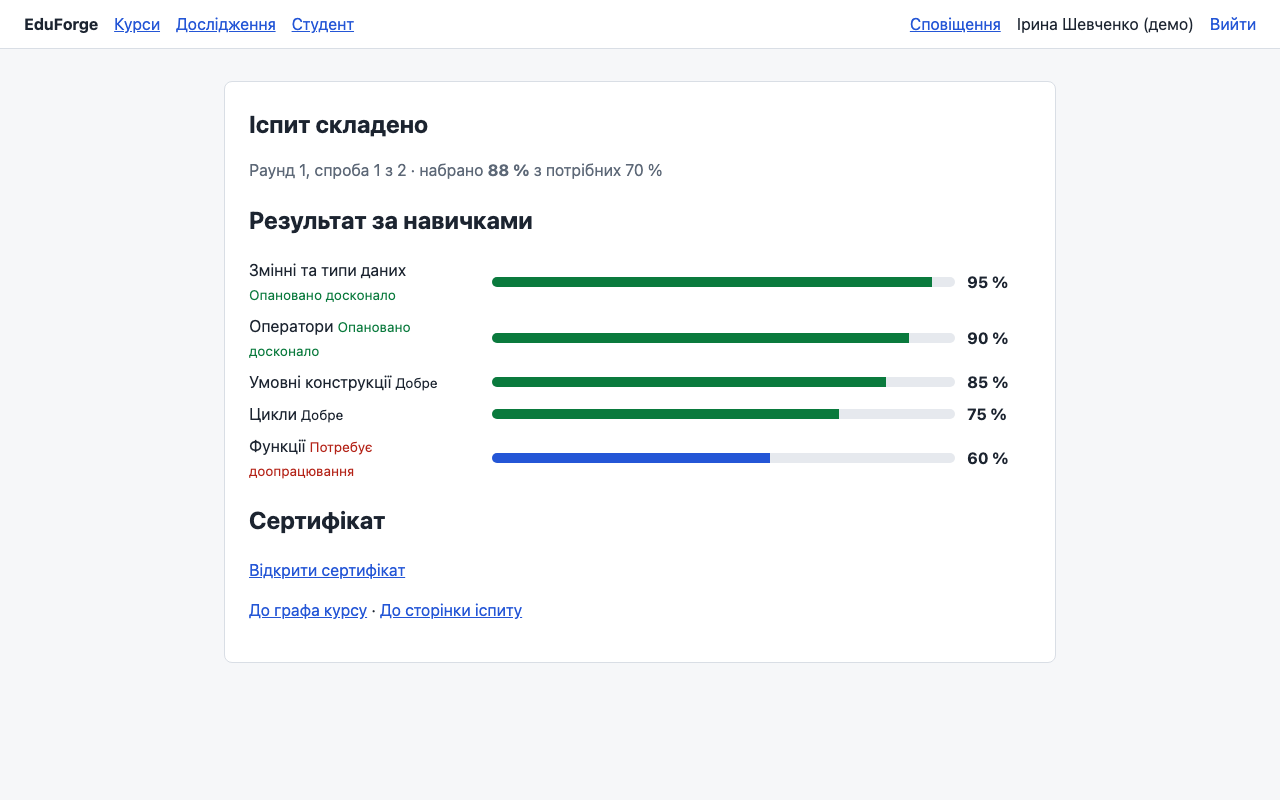 EduForge Курси Дослідження Студент Сповіщення Ірина Шевченко (демо) Вийти
Іспит складено
Раунд 1, спроба 1 з 2 · набрано 88 % з потрібних 70 %
Результат за навичками
Змінні та типи даних
Опановано досконало
95 %
Оператори Опановано
досконало
90 %
Умовні конструкції Добре
85 %
Цикли Добре
75 %
Функції Потребує
доопрацювання
60 %
Сертифікат
Відкрити сертифікат
До графа курсу · До сторінки іспиту